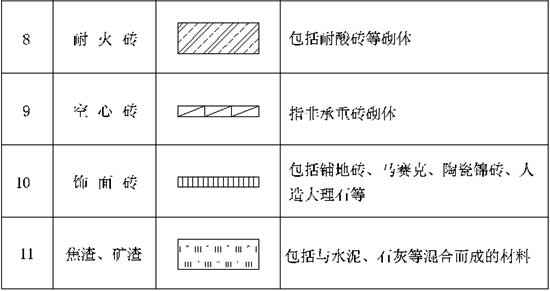 8 耐火砖 包括耐酸砖等砌体
9 空心砖 指非承重砖砌体
10 饰面砖 包括铺地砖、马赛克、陶瓷锦砖、人
造大理石等
11 焦渣、矿渣 包括与水泥、石灰等混合而成的材料